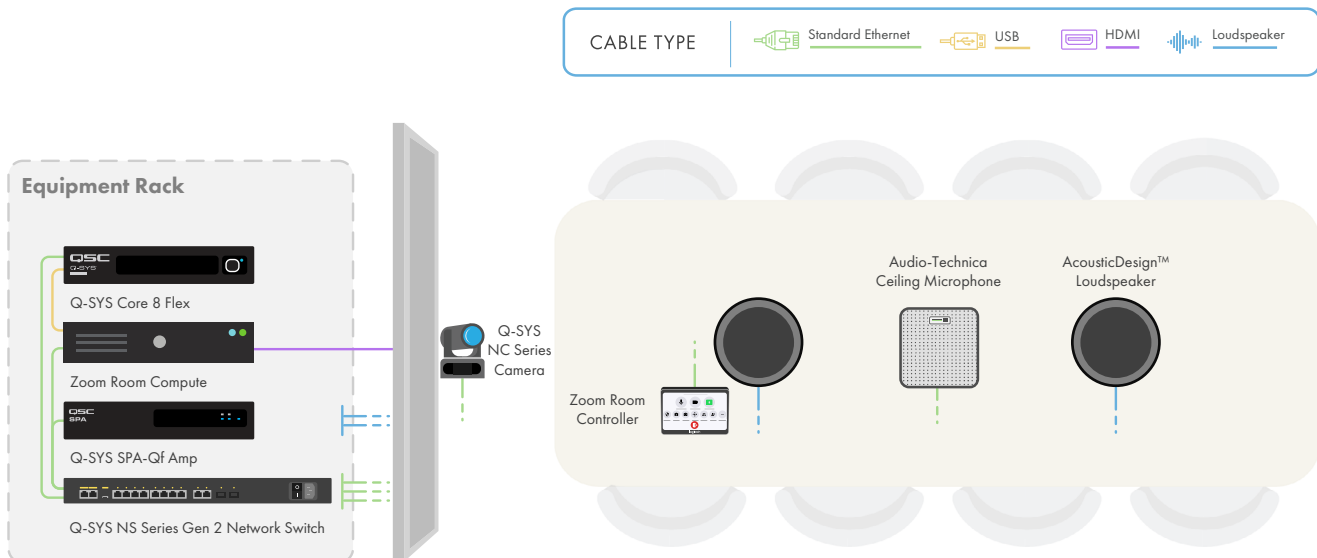 CABLE TYPE
Standard Ethernet
USB
HDMI
Loudspeaker
Equipment Rack
QSC
Q-SYS
Q-SYS Core 8 Flex
Zoom Room Compute
QSC
SPA
Q-SYS SPA-Qf Amp
Q-SYS NS Series Gen 2 Network Switch
Q-SYS
NC Series
Camera
Zoom Room
Controller
Audio-Technica
Ceiling Microphone
AcousticDesign™
Loudspeaker